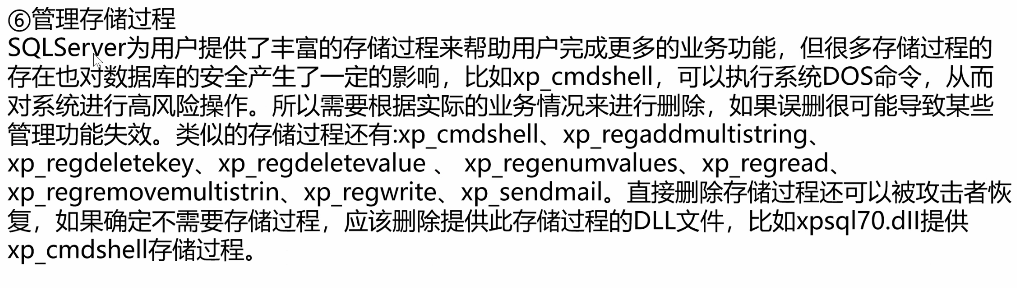 ⑥管理存储过程
SQLServer为用户提供了丰富的存储过程来帮助用户完成更多的业务功能，但很多存储过程的
存在也对数据库的安全产生了一定的影响，比如xp_cmdshell，可以执行系统DOS命令，从而
对系统进行高风险操作。所以需要根据实际的业务情况来进行删除，如果误删很可能导致某些
管理功能失效。类似的存储过程还有:xp_cmdshell、xp_regaddmultistring、
xp_regdeletekey、xp_regdeletevalue 、 xp_regenumvalues、xp_regread、
xp_regremovemultistrin、xp_regwrite、xp_sendmail。直接删除存储过程还可以被攻击者恢
复，如果确定不需要存储过程，应该删除提供此存储过程的DLL文件，比如xpsql70.dll提供
xp_cmdshell存储过程。